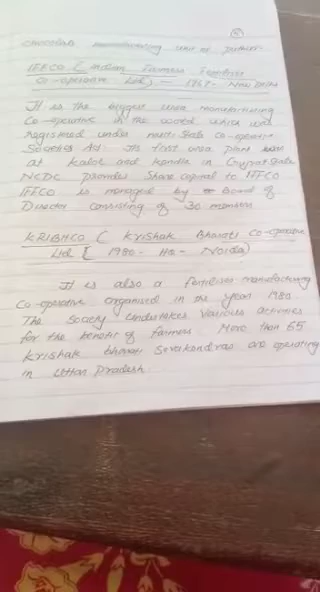 chocolate manufacturing unit at puttur.
IFFCO (Indian Farmers Fertiliser
Co-operative Ltd) - 1967 - New Delhi
It is the biggest urea manufacturing
Co-operative in the world which was
Registered under multi State Co-operative
Societies Act. Its first urea plant was
at Kalol and Kandla in Gujrat State
NCDC provides Share capital to IFFCO
IFFCO is managed by Board of
Director consisting of 30 members
KRIBHCO ( Krishak Bharati Co-operative
Ltd [ 1980 - HQ - Noida)
It is also a fertiliser manufacturing
Co-operative organised in the year 1980
The Society undertakes various activities
for the benefit of farmers More than 65
Krishak bharati Sevakendras are operating
in Uttar Pradesh